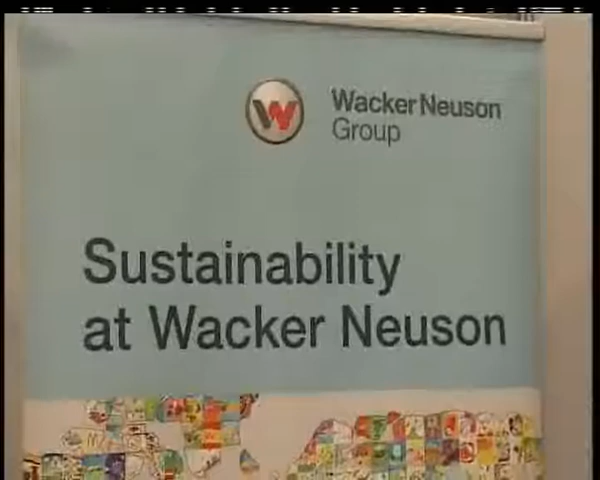 Wacker Neuson
Group
Sustainability
at Wacker Neuson